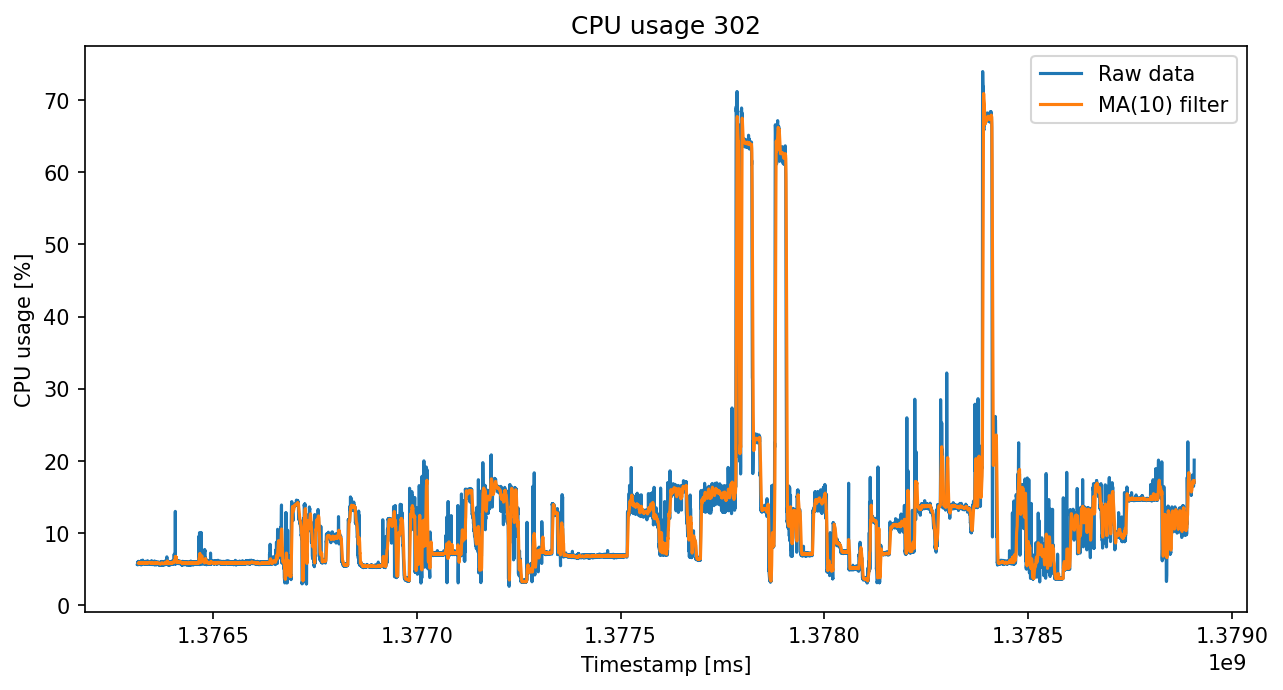 CPU usage 302
Raw data
MA(10) filter
CPU usage [%]
70
60
50
40
30
20
10
0
1.3765 1.3770 1.3775 1.3780 1.3785 1.3790
1e9
Timestamp [ms]